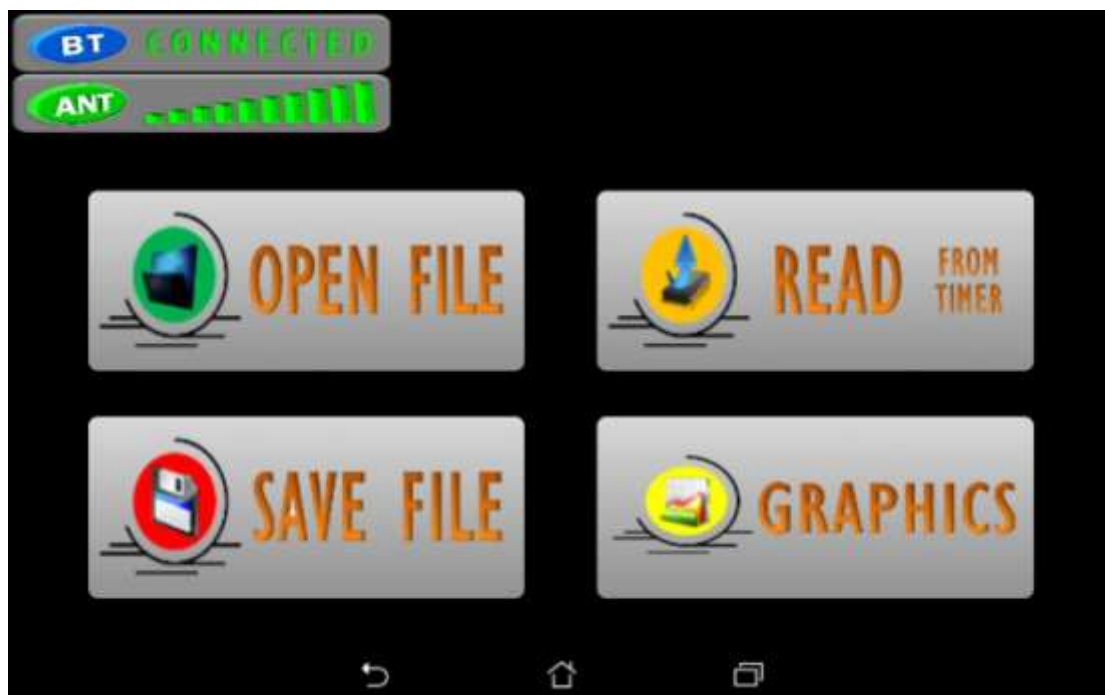 BT CONNECTED
ANT
OPEN FILE
READ FROM TIMER
SAVE FILE
GRAPHICS